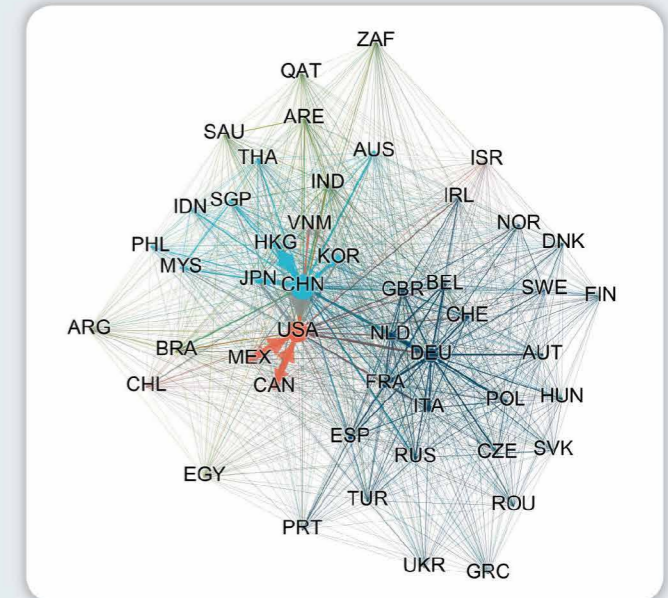 ZAF
QAT
ARE
SAU
AUS
THA
ISR
IND
IRL
IDN SGP
VNM
NOR
HKG
DNK
PHL
KOR
MYS
JPN CHN
GBR BEL
SWE
FIN
CHE
ARG
USA
NLD
BRA
MEX
DEU
AUT
CHL
CAN
FRA
HUN
ITA
POL
ESP
RUS
CZE
SVK
EGY
TUR
ROU
PRT
UKR
GRC